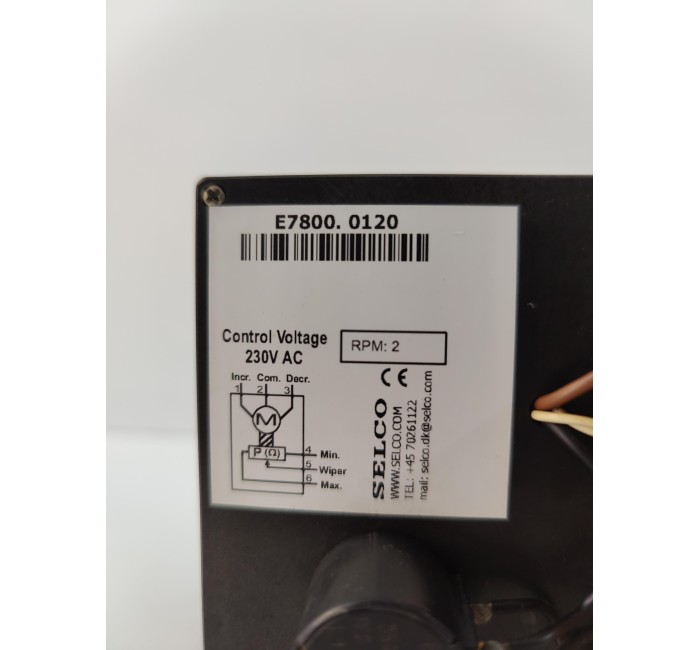 E7800. 0120
Control Voltage
230V AC
RPM: 2
Incr. Com. Decr.
1 2 3
M
P (Ω)
4 Min.
5 Wiper
6 Max.
CE
SELCO
WWW.SELCO.COM
TEL: +45 70261122
mail: selco.dk@selco.com